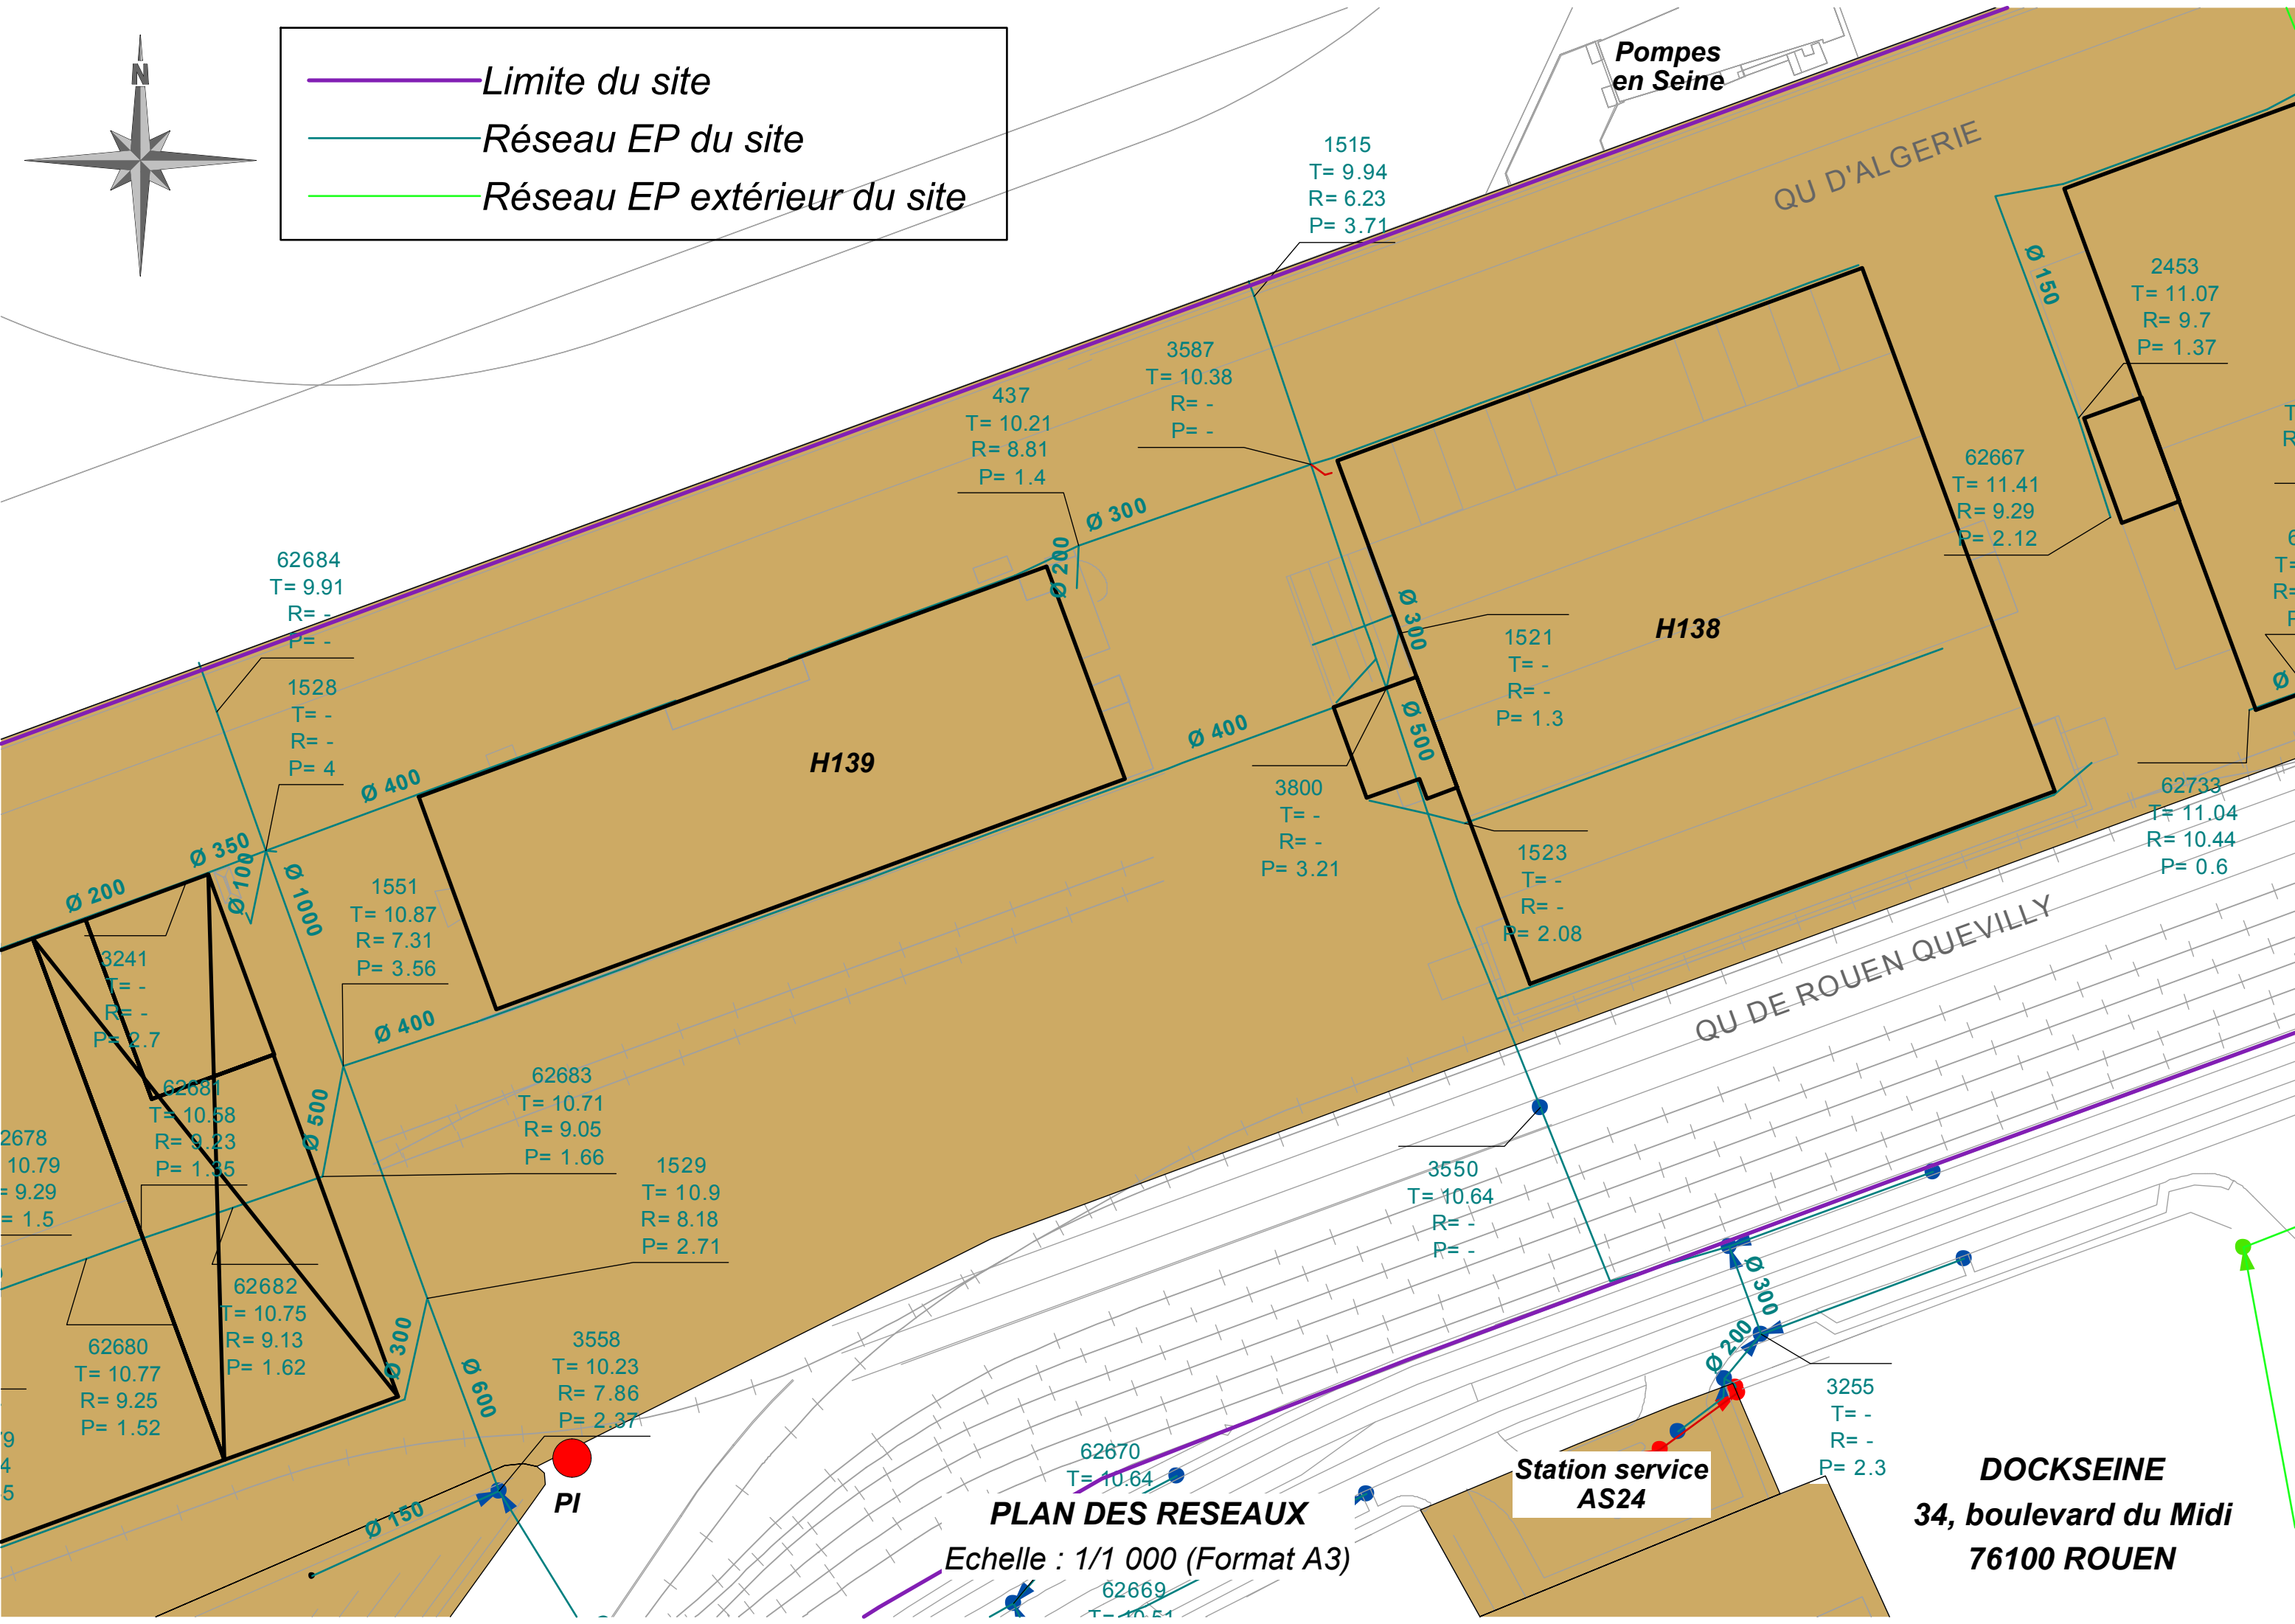 N
Limite du site
Réseau EP du site
Réseau EP extérieur du site
Pompes
en Seine
QU D'ALGERIE
1515
T= 9.94
R= 6.23
P= 3.71
Ø 150
2453
T= 11.07
R= 9.7
P= 1.37
3587
T= 10.38
R= -
P= -
437
T= 10.21
R= 8.81
P= 1.4
Ø 300
Ø 200
62667
T= 11.41
R= 9.29
P= 2.12
62684
T= 9.91
R= -
P= -
1528
T= -
R= -
P= 4
Ø 300
1521
T= -
R= -
P= 1.3
H138
Ø 400
Ø 500
H139
Ø 400
3800
T= -
R= -
P= 3.21
1523
T= -
R= -
P= 2.08
62733
T= 11.04
R= 10.44
P= 0.6
Ø
Ø 350
Ø 200
Ø 100
Ø 1000
1551
T= 10.87
R= 7.31
P= 3.56
3241
T= -
R= -
P= 2.7
QU DE ROUEN QUEVILLY
Ø 400
Ø 500
62681
T= 10.58
R= 9.23
P= 1.35
62683
T= 10.71
R= 9.05
P= 1.66
2678
10.79
= 9.29
= 1.5
1529
T= 10.9
R= 8.18
P= 2.71
3550
T= 10.64
R= -
P= -
62682
T= 10.75
R= 9.13
P= 1.62
62680
T= 10.77
R= 9.25
P= 1.52
Ø 300
Ø 600
3558
T= 10.23
R= 7.86
P= 2.37
Ø 300
Ø 200
3255
T= -
R= -
P= 2.3
Ø 150
PI
62670
T= 10.64
PLAN DES RESEAUX
Echelle : 1/1 000 (Format A3)
62669
T= 10.51
Station service
AS24
DOCKSEINE
34, boulevard du Midi
76100 ROUEN